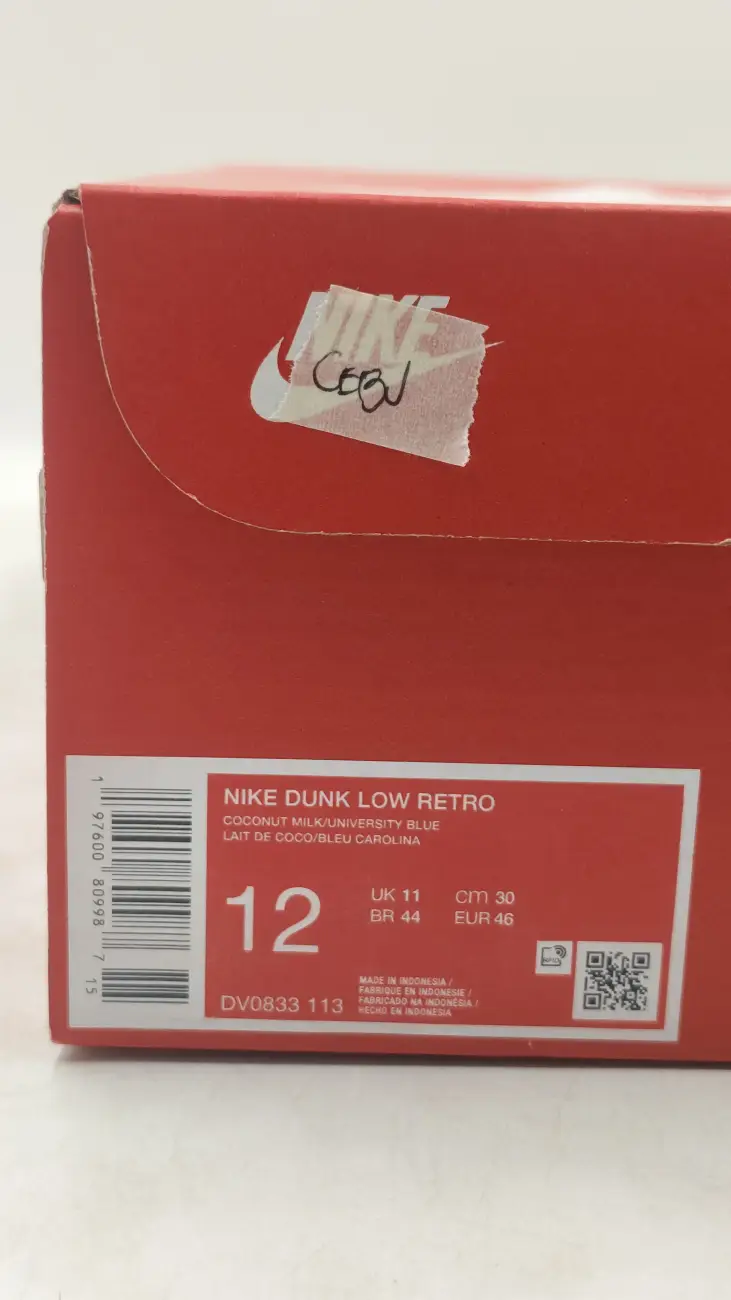 NIKE
CEBU
NIKE DUNK LOW RETRO
COCONUT MILK/UNIVERSITY BLUE
LAIT DE COCO/BLEU CAROLINA
12
UK 11 cm 30
BR 44 EUR 46
DV0833 113
MADE IN INDONESIA /
FABRIQUE EN INDONESIE /
FABRICADO NA INDONÉSIA /
HECHO EN INDONESIA
RFID
1 97600 80998 7 15